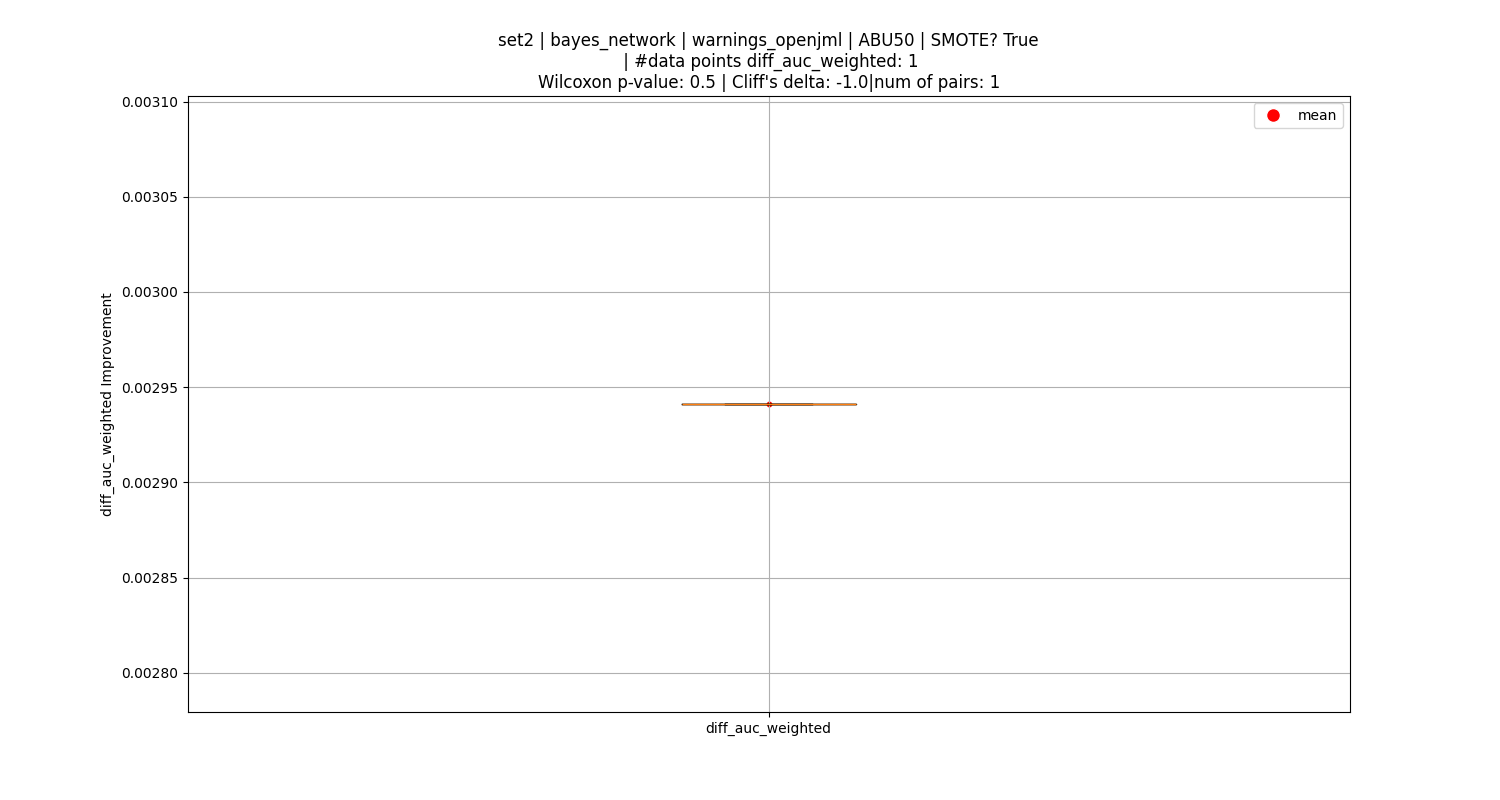 set2 | bayes_network | warnings_openjml | ABU50 | SMOTE? True
| #data points diff_auc_weighted: 1
Wilcoxon p-value: 0.5 | Cliff's delta: -1.0|num of pairs: 1
mean
0.00310
0.00305
0.00300
0.00295
0.00290
0.00285
0.00280
diff_auc_weighted Improvement
diff_auc_weighted